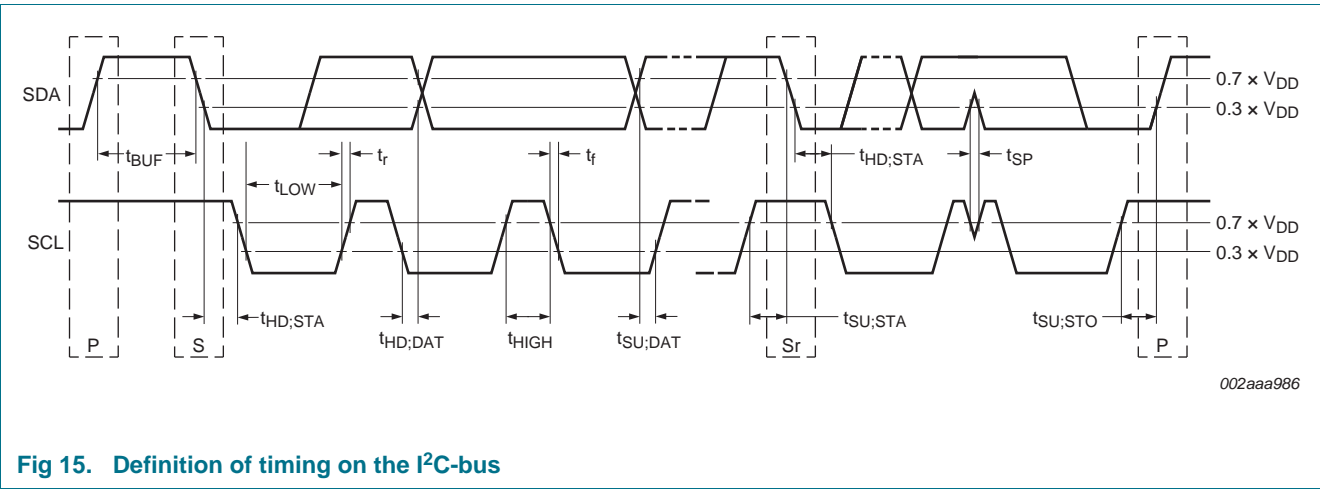 SDA
0.7 × VDD
0.3 × VDD
tBUF
tLOW
tr
tf
tHD;STA
tSP
SCL
0.7 × VDD
0.3 × VDD
tHD;STA
tHD;DAT
tHIGH
tSU;DAT
tSU;STA
tSU;STO
P
S
Sr
P
002aaa986
Fig 15. Definition of timing on the I²C-bus